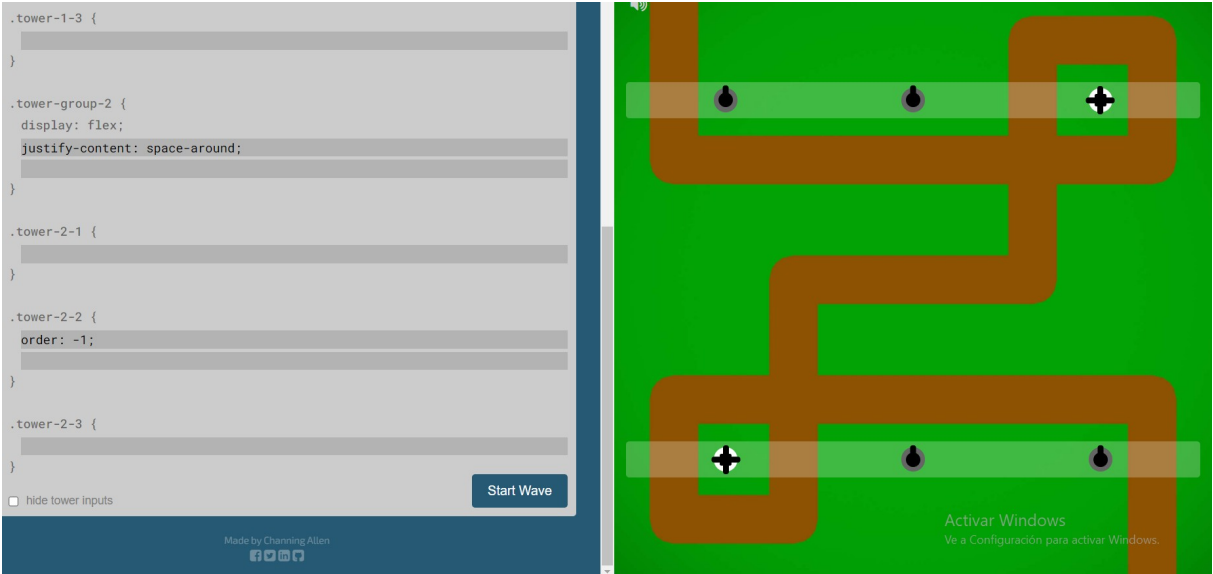 .tower-1-3 {
}
.tower-group-2 {
display: flex;
justify-content: space-around;
}
.tower-2-1 {
}
.tower-2-2 {
order: -1;
}
.tower-2-3 {
}
hide tower inputs
Start Wave
Made by Channing Allen
Activar Windows
Ve a Configuración para activar Windows.